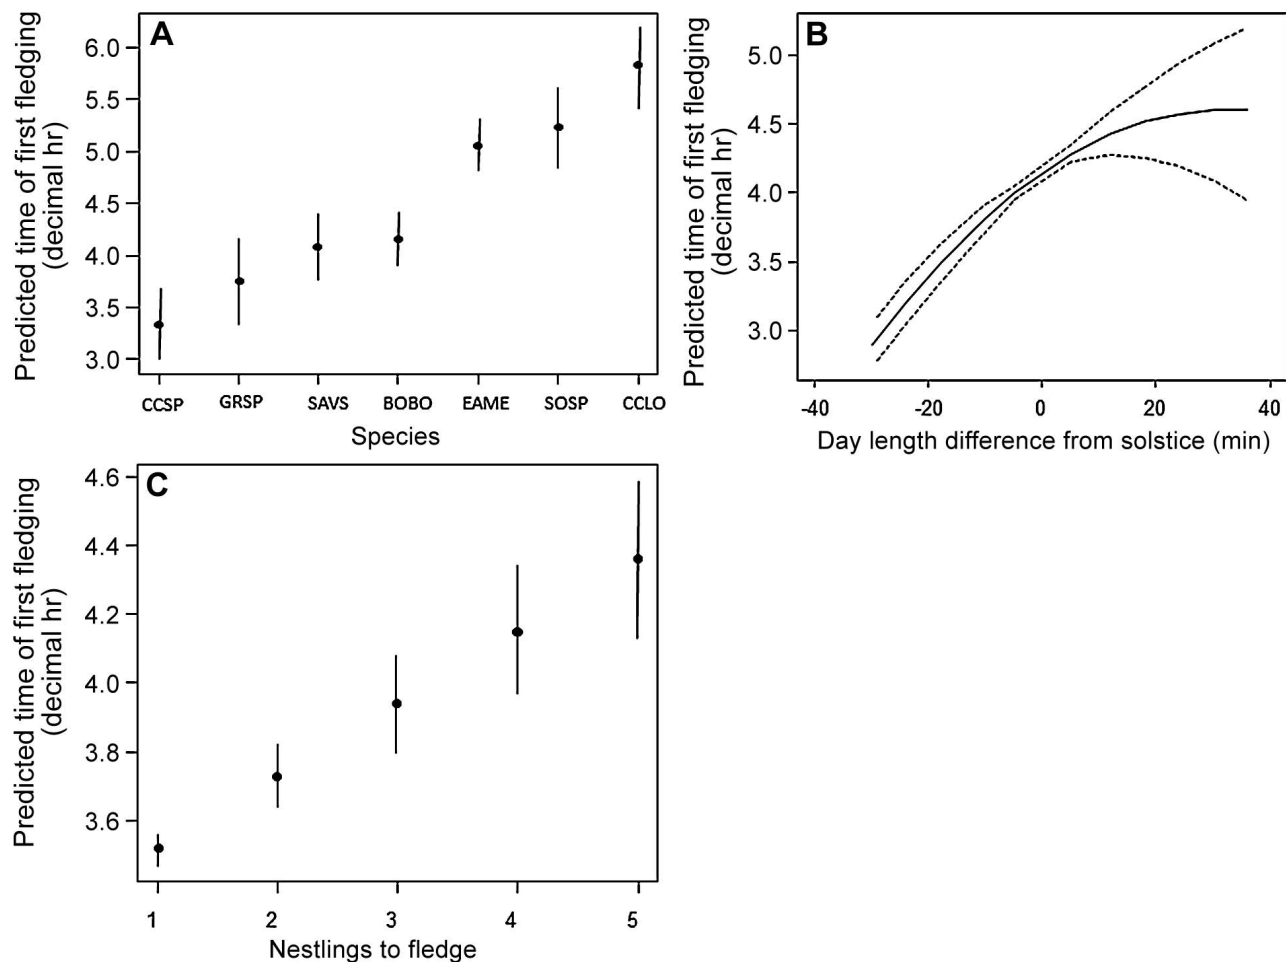 A
Predicted time of first fledging
(decimal hr)
6.0
5.5
5.0
4.5
4.0
3.5
3.0
CCSP GRSP SAVS BOBO EAME SOSP CCLO
Species
B
Predicted time of first fledging
(decimal hr)
5.0
4.5
4.0
3.5
3.0
-40 -20 0 20 40
Day length difference from solstice (min)
C
Predicted time of first fledging
(decimal hr)
4.6
4.4
4.2
4.0
3.8
3.6
1 2 3 4 5
Nestlings to fledge